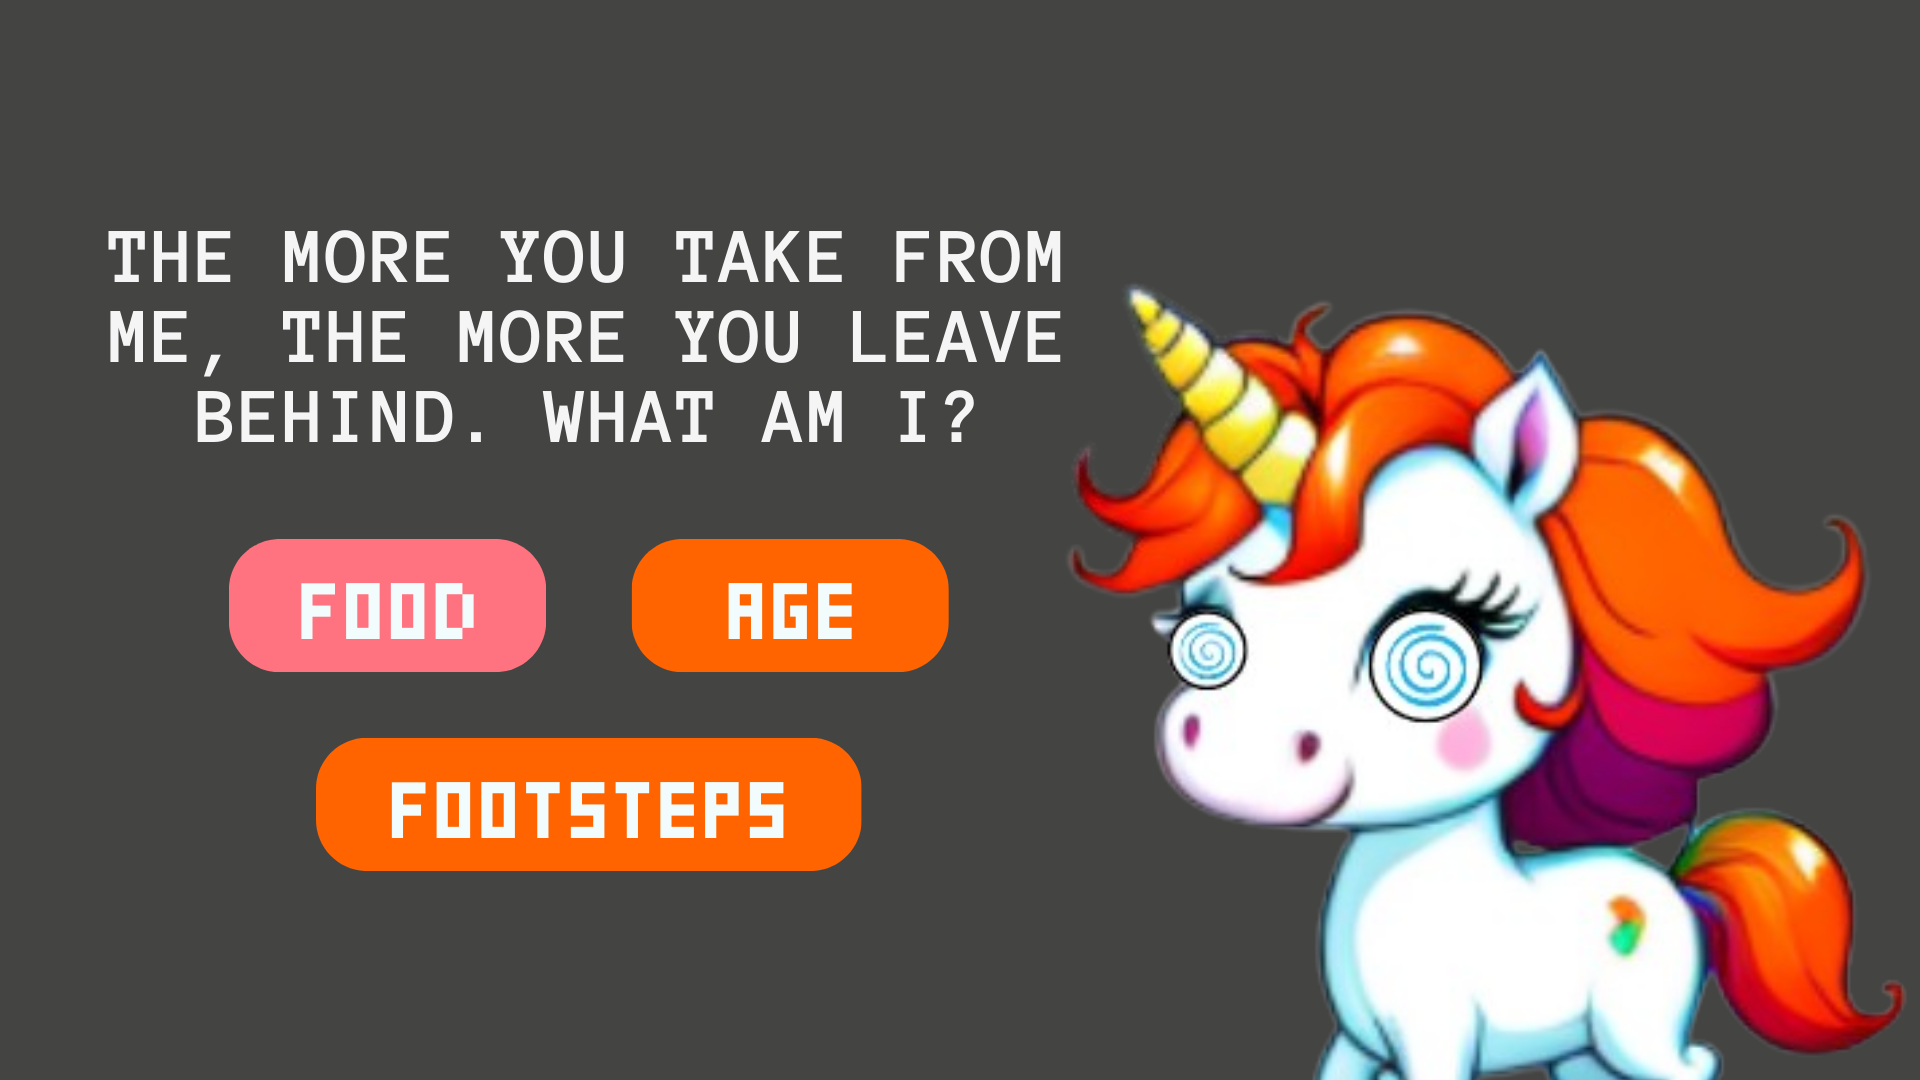 THE MORE YOU TAKE FROM
ME, THE MORE YOU LEAVE
BEHIND. WHAT AM I?
FOOD
AGE
FOOTSTEPS